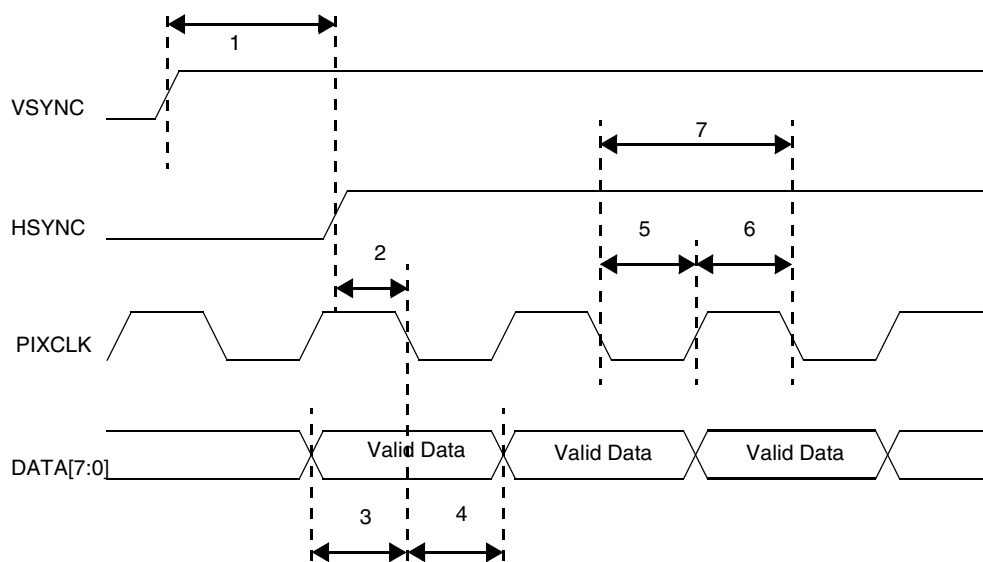 1
VSYNC
7
HSYNC
2
5
6
PIXCLK
DATA[7:0]
Valid Data
Valid Data
Valid Data
3
4